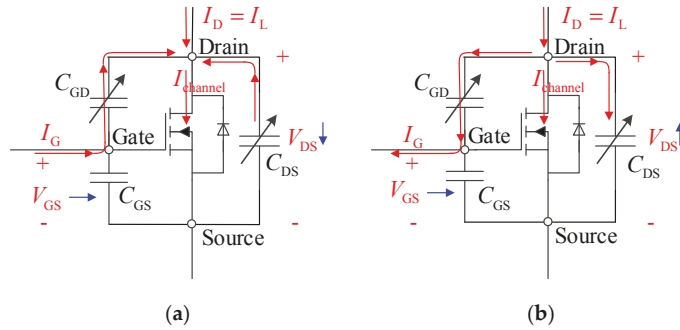 I_D = I_L
Drain
+
C_GD
I_channel
I_G
Gate
+
V_DS
C_DS
V_GS
C_GS
-
-
Source
(a)
I_D = I_L
Drain
+
C_GD
I_channel
I_G
Gate
+
V_DS
C_DS
V_GS
C_GS
-
-
Source
(b)